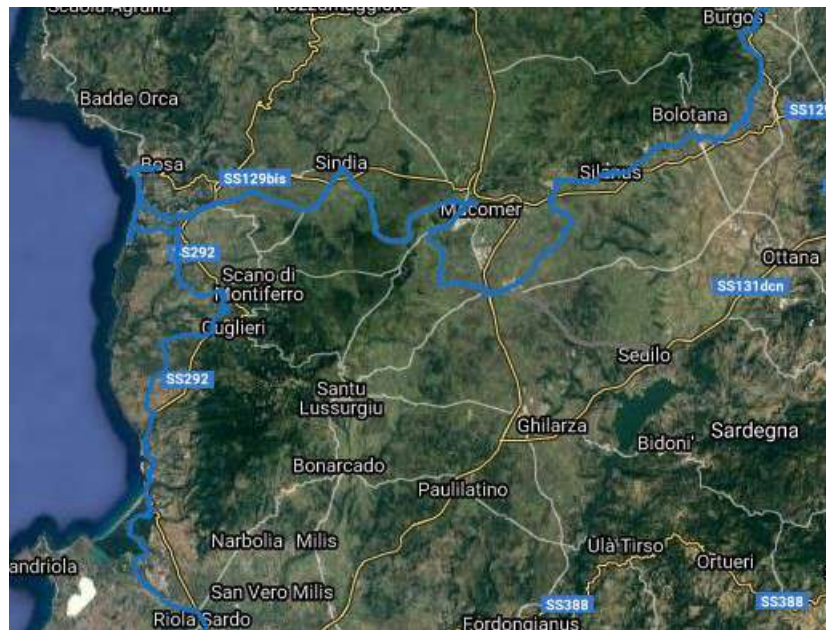 Burgos
Badde Orca
Bolotana
SS129
Bosa
Sindia
Silanus
SS129bis
Macomer
S292
Ottana
Scano di
Montiferro
SS131dcn
Cuglieri
Sedilo
SS292
Santu
Lussurgiu
Ghilarza
Sardegna
Bidoni'
Bonarcado
Paulilatino
Narbolia
Milis
Ulà Tirso
Ortueri
andriola
San Vero Milis
SS388
SS388
Riola Sardo
Fordongianus